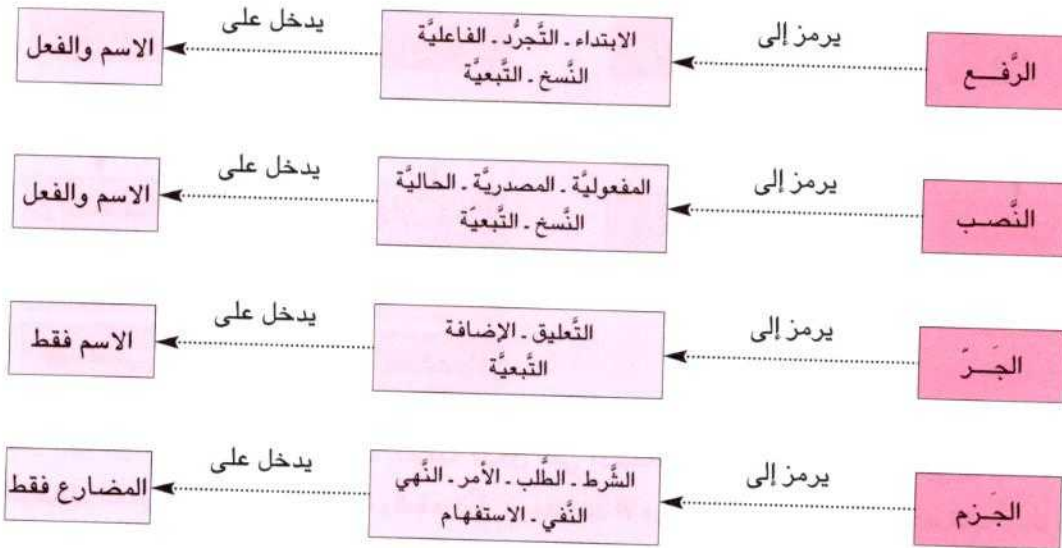 الرَّفــع
يرمز إلى
الابتداء ـ التَّجرُّد ـ الفاعليَّة
النَّسخ ـ التَّبعيَّة
يدخل على
الاسم والفعل
النَّصـب
يرمز إلى
المفعوليَّة ـ المصدريَّة ـ الحاليَّة
النَّسخ ـ التَّبعيَّة
يدخل على
الاسم والفعل
الجَــرّ
يرمز إلى
التَّعليق ـ الإضافة
التَّبعيَّة
يدخل على
الاسم فقط
الجَـزم
يرمز إلى
الشَّرط ـ الطَّلب ـ الأمر ـ النَّهي
النَّفي ـ الاستفهام
يدخل على
المضارع فقط